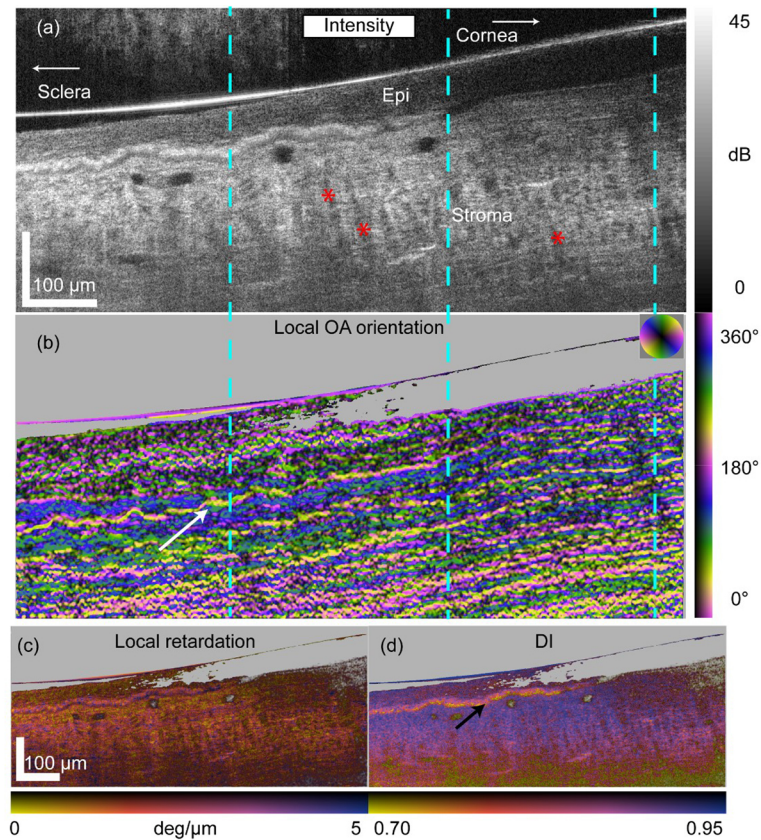 (a)
Intensity
45
Cornea
Sclera
Epi
dB
*
Stroma
*
*
100 µm
0
(b)
Local OA orientation
360°
180°
0°
(c)
Local retardation
(d)
DI
100 µm
0
deg/µm
5
0.70
0.95